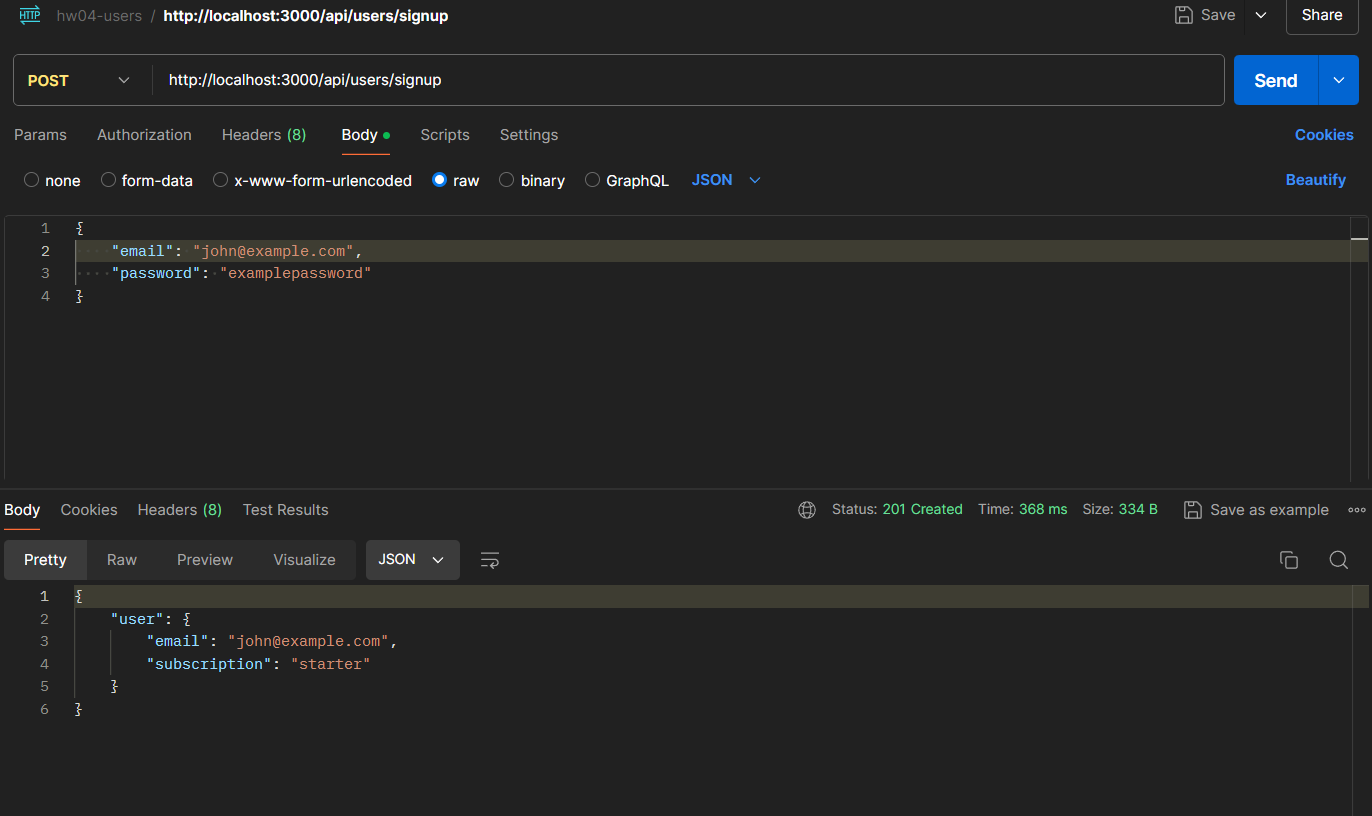 HTTP hw04-users / http://localhost:3000/api/users/signup Save Share
POST http://localhost:3000/api/users/signup Send
Params Authorization Headers (8) Body Scripts Settings Cookies
none form-data x-www-form-urlencoded raw binary GraphQL JSON Beautify
1 {
2 "email": "john@example.com",
3 "password": "examplepassword"
4 }
Body Cookies Headers (8) Test Results Status: 201 Created Time: 368 ms Size: 334 B Save as example
Pretty Raw Preview Visualize JSON
1 {
2 "user": {
3 "email": "john@example.com",
4 "subscription": "starter"
5 }
6 }